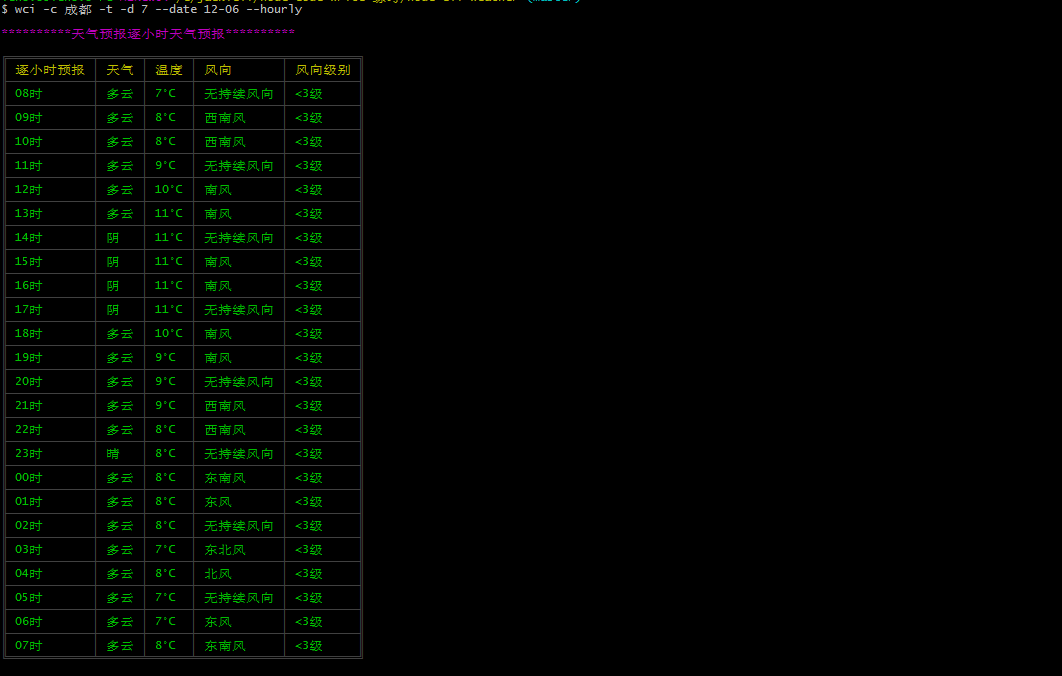 $ wci -c 成都 -t -d 7 --date 12-06 --hourly
**********天气预报逐小时天气预报**********
逐小时预报 天气 温度 风向 风向级别
08时 多云 7°C 无持续风向 <3级
09时 多云 8°C 西南风 <3级
10时 多云 8°C 西南风 <3级
11时 多云 9°C 无持续风向 <3级
12时 多云 10°C 南风 <3级
13时 多云 11°C 南风 <3级
14时 阴 11°C 无持续风向 <3级
15时 阴 11°C 南风 <3级
16时 阴 11°C 南风 <3级
17时 阴 11°C 无持续风向 <3级
18时 多云 10°C 南风 <3级
19时 多云 9°C 南风 <3级
20时 多云 9°C 无持续风向 <3级
21时 多云 9°C 西南风 <3级
22时 多云 8°C 西南风 <3级
23时 晴 8°C 无持续风向 <3级
00时 多云 8°C 东南风 <3级
01时 多云 8°C 东风 <3级
02时 多云 8°C 无持续风向 <3级
03时 多云 7°C 东北风 <3级
04时 多云 8°C 北风 <3级
05时 多云 7°C 无持续风向 <3级
06时 多云 7°C 东风 <3级
07时 多云 8°C 东南风 <3级